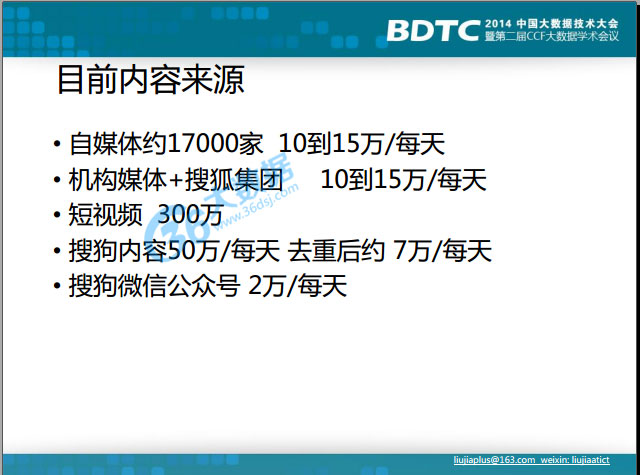 BDTC 2014 中国大数据技术大会
暨第二届CCF大数据学术会议
目前内容来源
• 自媒体约17000家 10到15万/每天
• 机构媒体+搜狐集团 10到15万/每天
• 短视频 300万
• 搜狗内容50万/每天 去重后约 7万/每天
• 搜狗微信公众号 2万/每天
36大数据
www.36dsj.com
liujiaplus@163.com weixin: liujiaatict